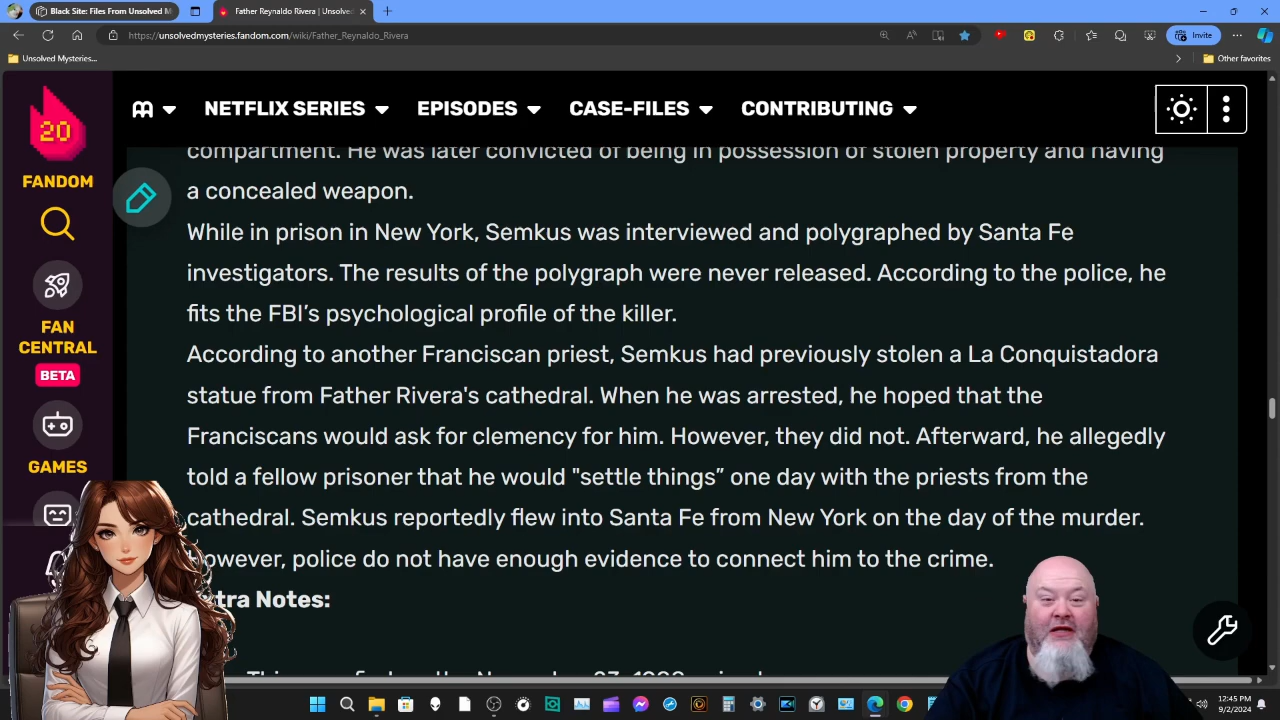 Black Site: Files From Unsolved M
Father Reynaldo Rivera | Unsolved
https://unsolvedmysteries.fandom.com/wiki/Father_Reynaldo_Rivera
Invite
Unsolved Mysteries...
Other favorites
20
FANDOM
FAN
CENTRAL
BETA
GAMES
NETFLIX SERIES
EPISODES
CASE-FILES
CONTRIBUTING
compartment. He was later convicted of being in possession of stolen property and having
a concealed weapon.
While in prison in New York, Semkus was interviewed and polygraphed by Santa Fe
investigators. The results of the polygraph were never released. According to the police, he
fits the FBI's psychological profile of the killer.
According to another Franciscan priest, Semkus had previously stolen a La Conquistadora
statue from Father Rivera's cathedral. When he was arrested, he hoped that the
Franciscans would ask for clemency for him. However, they did not. Afterward, he allegedly
told a fellow prisoner that he would "settle things” one day with the priests from the
cathedral. Semkus reportedly flew into Santa Fe from New York on the day of the murder.
However, police do not have enough evidence to connect him to the crime.
Extra Notes:
12:45 PM
9/2/2024